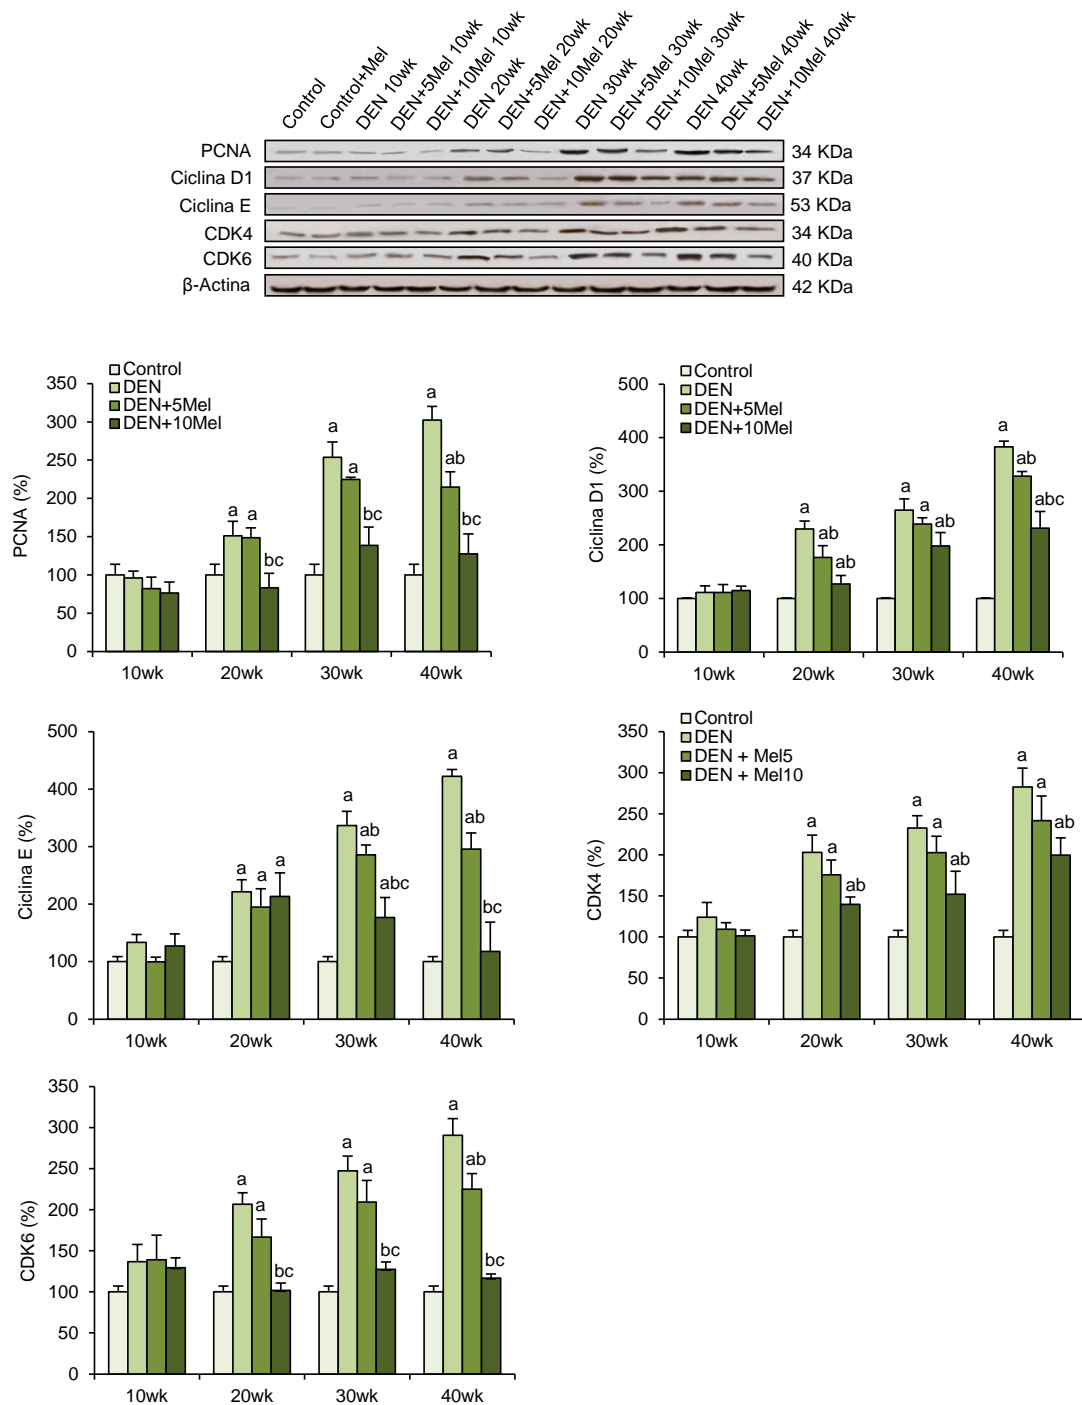 Control
Control+Mel
DEN 10wk
DEN+5Mel 10wk
DEN+10Mel 10wk
DEN 20wk
DEN+5Mel 20wk
DEN+10Mel 20wk
DEN 30wk
DEN+5Mel 30wk
DEN+10Mel 30wk
DEN 40wk
DEN+5Mel 40wk
DEN+10Mel 40wk
PCNA 34 KDa
Ciclina D1 37 KDa
Ciclina E 53 KDa
CDK4 34 KDa
CDK6 40 KDa
β-Actina 42 KDa
PCNA (%)
350
300
250
200
150
100
50
0
Control
DEN
DEN+5Mel
DEN+10Mel
a a bc
a a bc
a ab bc
10wk 20wk 30wk 40wk
Ciclina D1 (%)
500
400
300
200
100
0
Control
DEN
DEN+5Mel
DEN+10Mel
a ab ab
a a ab
a ab abc
10wk 20wk 30wk 40wk
Ciclina E (%)
500
400
300
200
100
0
a a a
a ab abc
a ab bc
10wk 20wk 30wk 40wk
CDK4 (%)
350
300
250
200
150
100
50
0
Control
DEN
DEN + Mel5
DEN + Mel10
a a ab
a a ab
a a ab
10wk 20wk 30wk 40wk
CDK6 (%)
350
300
250
200
150
100
50
0
a a bc
a a bc
a ab bc
10wk 20wk 30wk 40wk